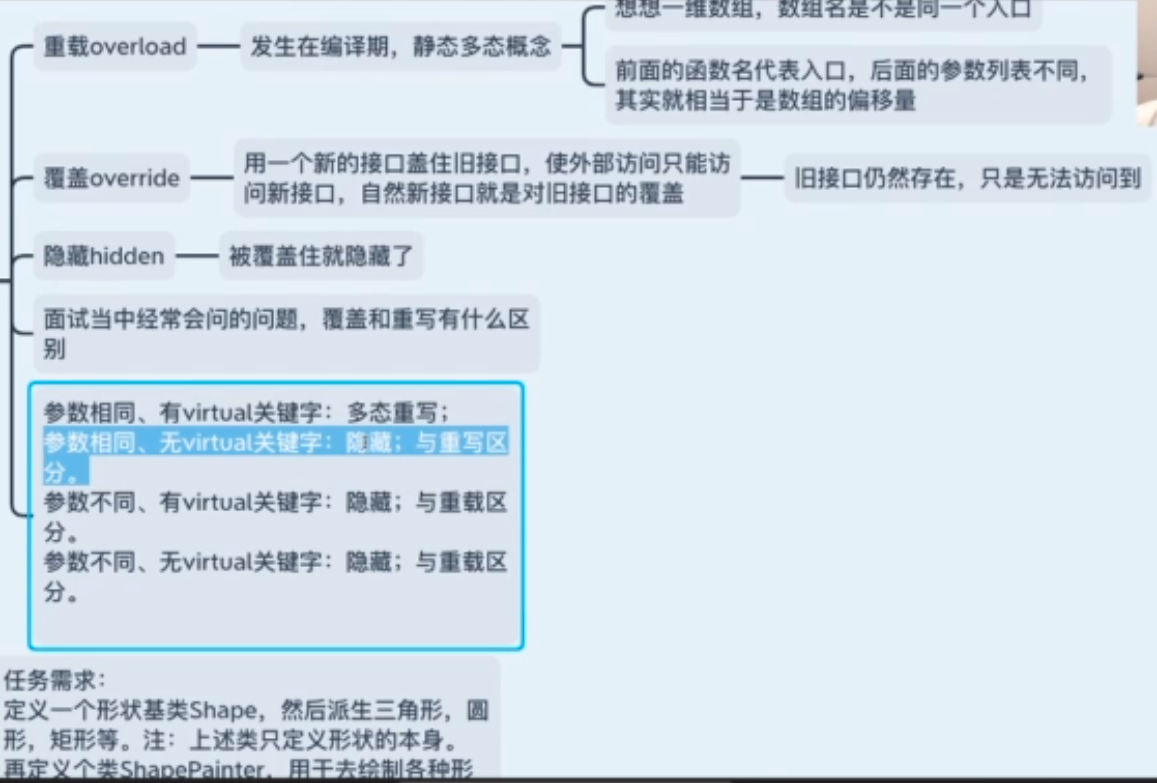 想想一维数组，数组名是不是同一个入口
重载overload
发生在编译期，静态多态概念
前面的函数名代表入口，后面的参数列表不同，
其实就相当于是数组的偏移量
覆盖override
用一个新的接口盖住旧接口，使外部访问只能访
问新接口，自然新接口就是对旧接口的覆盖
旧接口仍然存在，只是无法访问到
隐藏hidden
被覆盖住就隐藏了
面试当中经常会问的问题，覆盖和重写有什么区
别
参数相同、有virtual关键字：多态重写；
参数相同、无virtual关键字：隐藏；与重写区
分。
参数不同、有virtual关键字：隐藏；与重载区
分。
参数不同、无virtual关键字：隐藏；与重载区
分。
任务需求：
定义一个形状基类Shape，然后派生三角形，圆
形，矩形等。注：上述类只定义形状的本身。
再定义个类ShapePainter，用于去绘制各种形